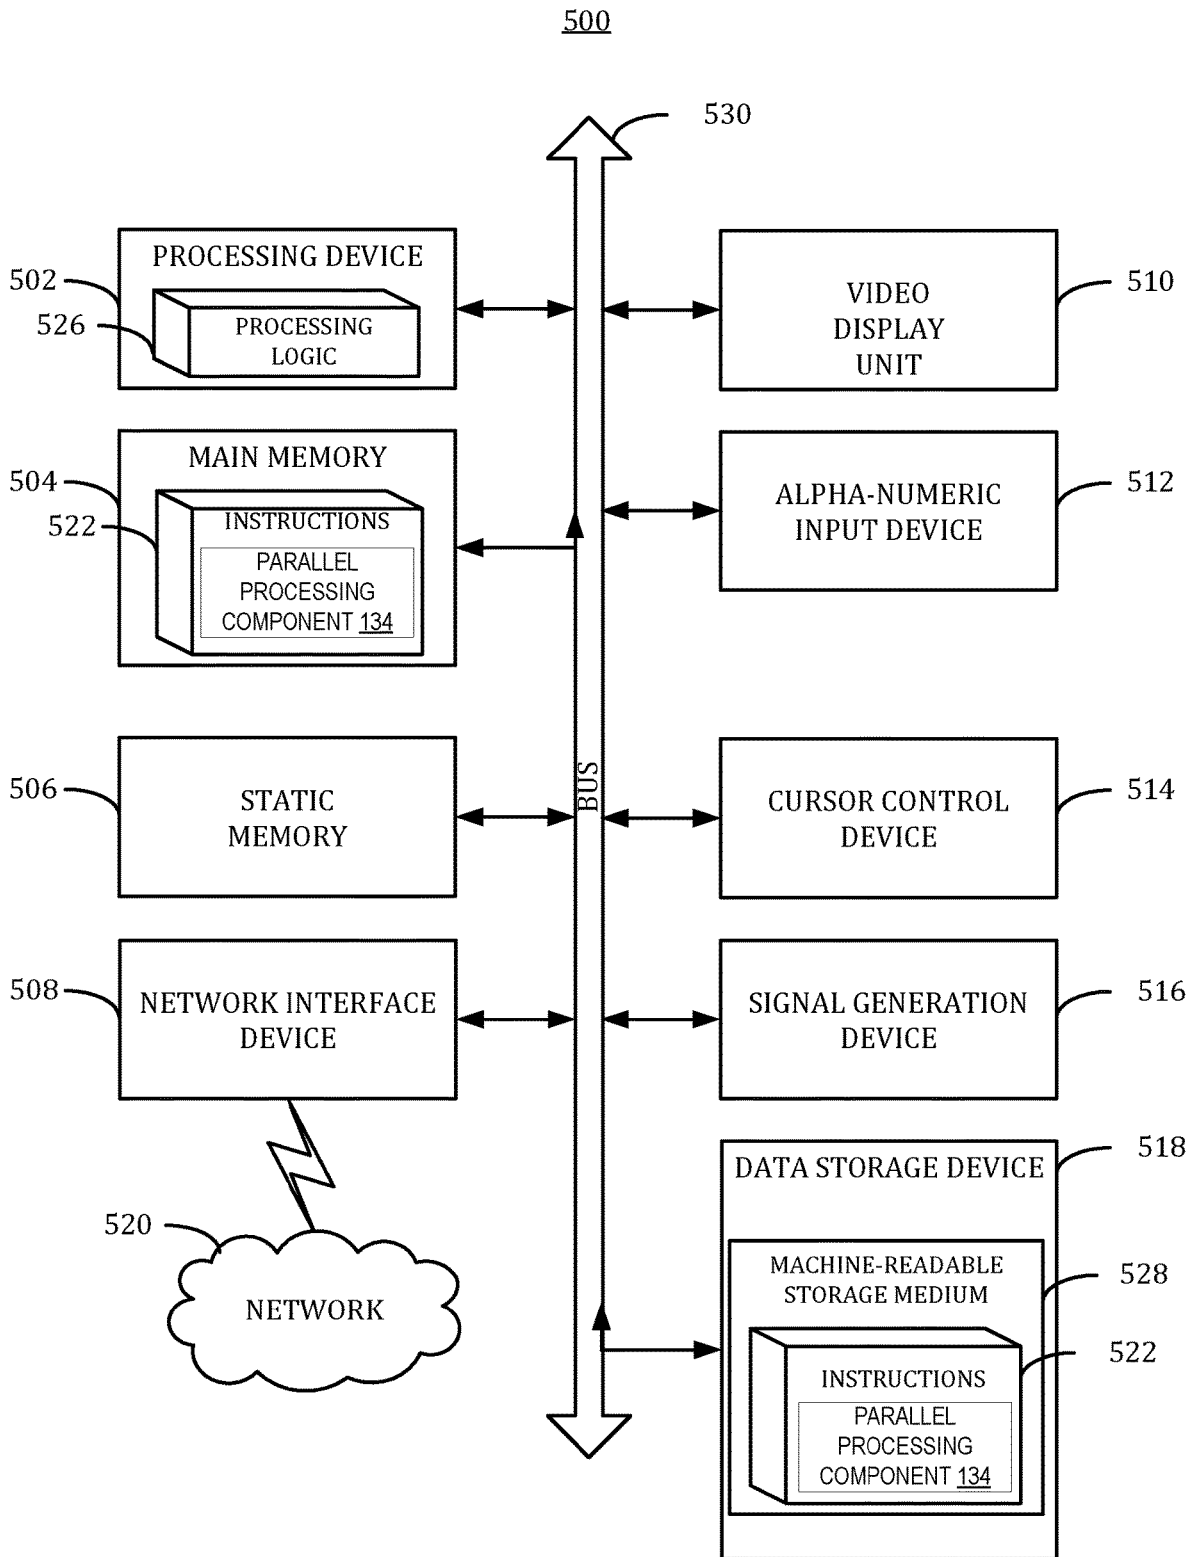 500
530
PROCESSING DEVICE
502
526
PROCESSING
LOGIC
VIDEO
DISPLAY
UNIT
510
MAIN MEMORY
504
522
INSTRUCTIONS
PARALLEL
PROCESSING
COMPONENT 134
ALPHA-NUMERIC
INPUT DEVICE
512
506
STATIC
MEMORY
BUS
CURSOR CONTROL
DEVICE
514
508
NETWORK INTERFACE
DEVICE
SIGNAL GENERATION
DEVICE
516
520
NETWORK
518
DATA STORAGE DEVICE
MACHINE-READABLE
STORAGE MEDIUM
528
522
INSTRUCTIONS
PARALLEL
PROCESSING
COMPONENT 134